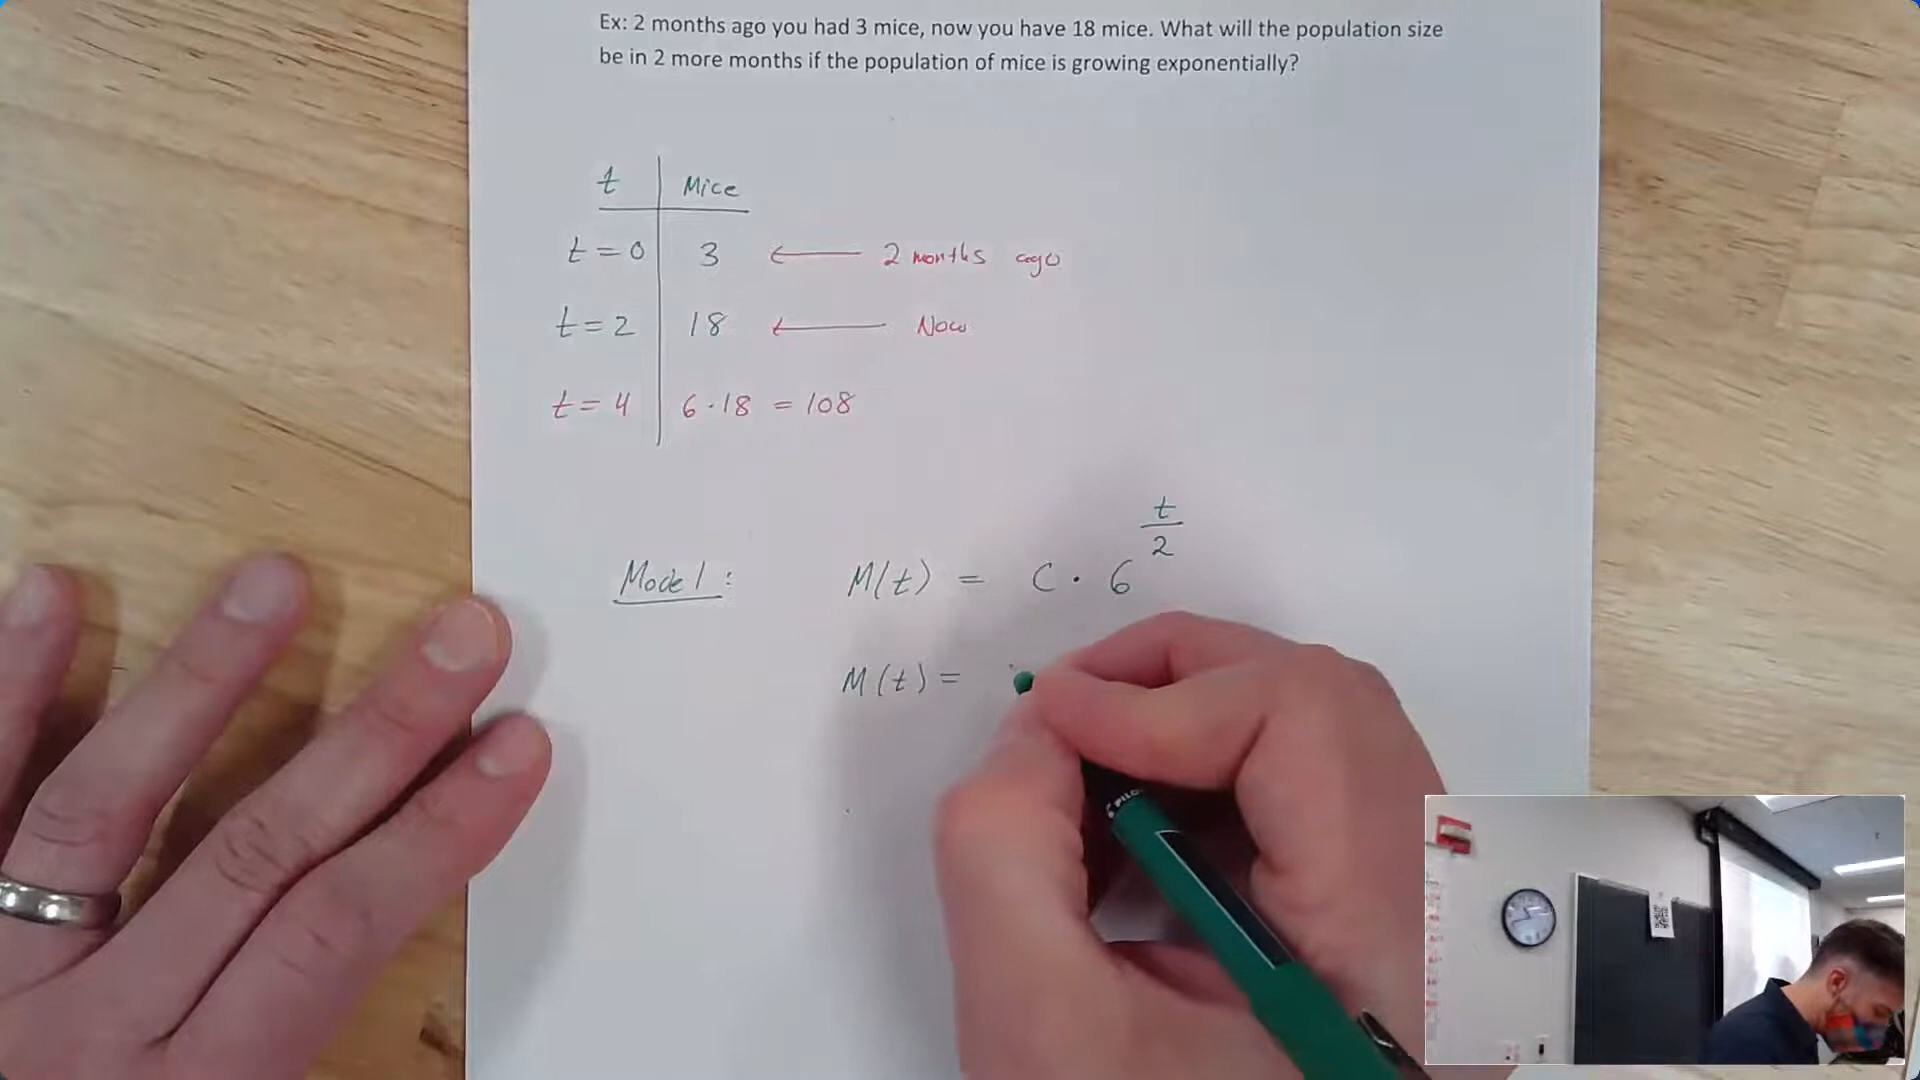 Ex: 2 months ago you had 3 mice, now you have 18 mice. What will the population size
be in 2 more months if the population of mice is growing exponentially?
t Mice
t = 0 3 ← 2 months ago
t = 2 18 ← Now
t = 4 6 · 18 = 108
Model: M(t) = C · 6^(t/2)
M(t) =
PILO